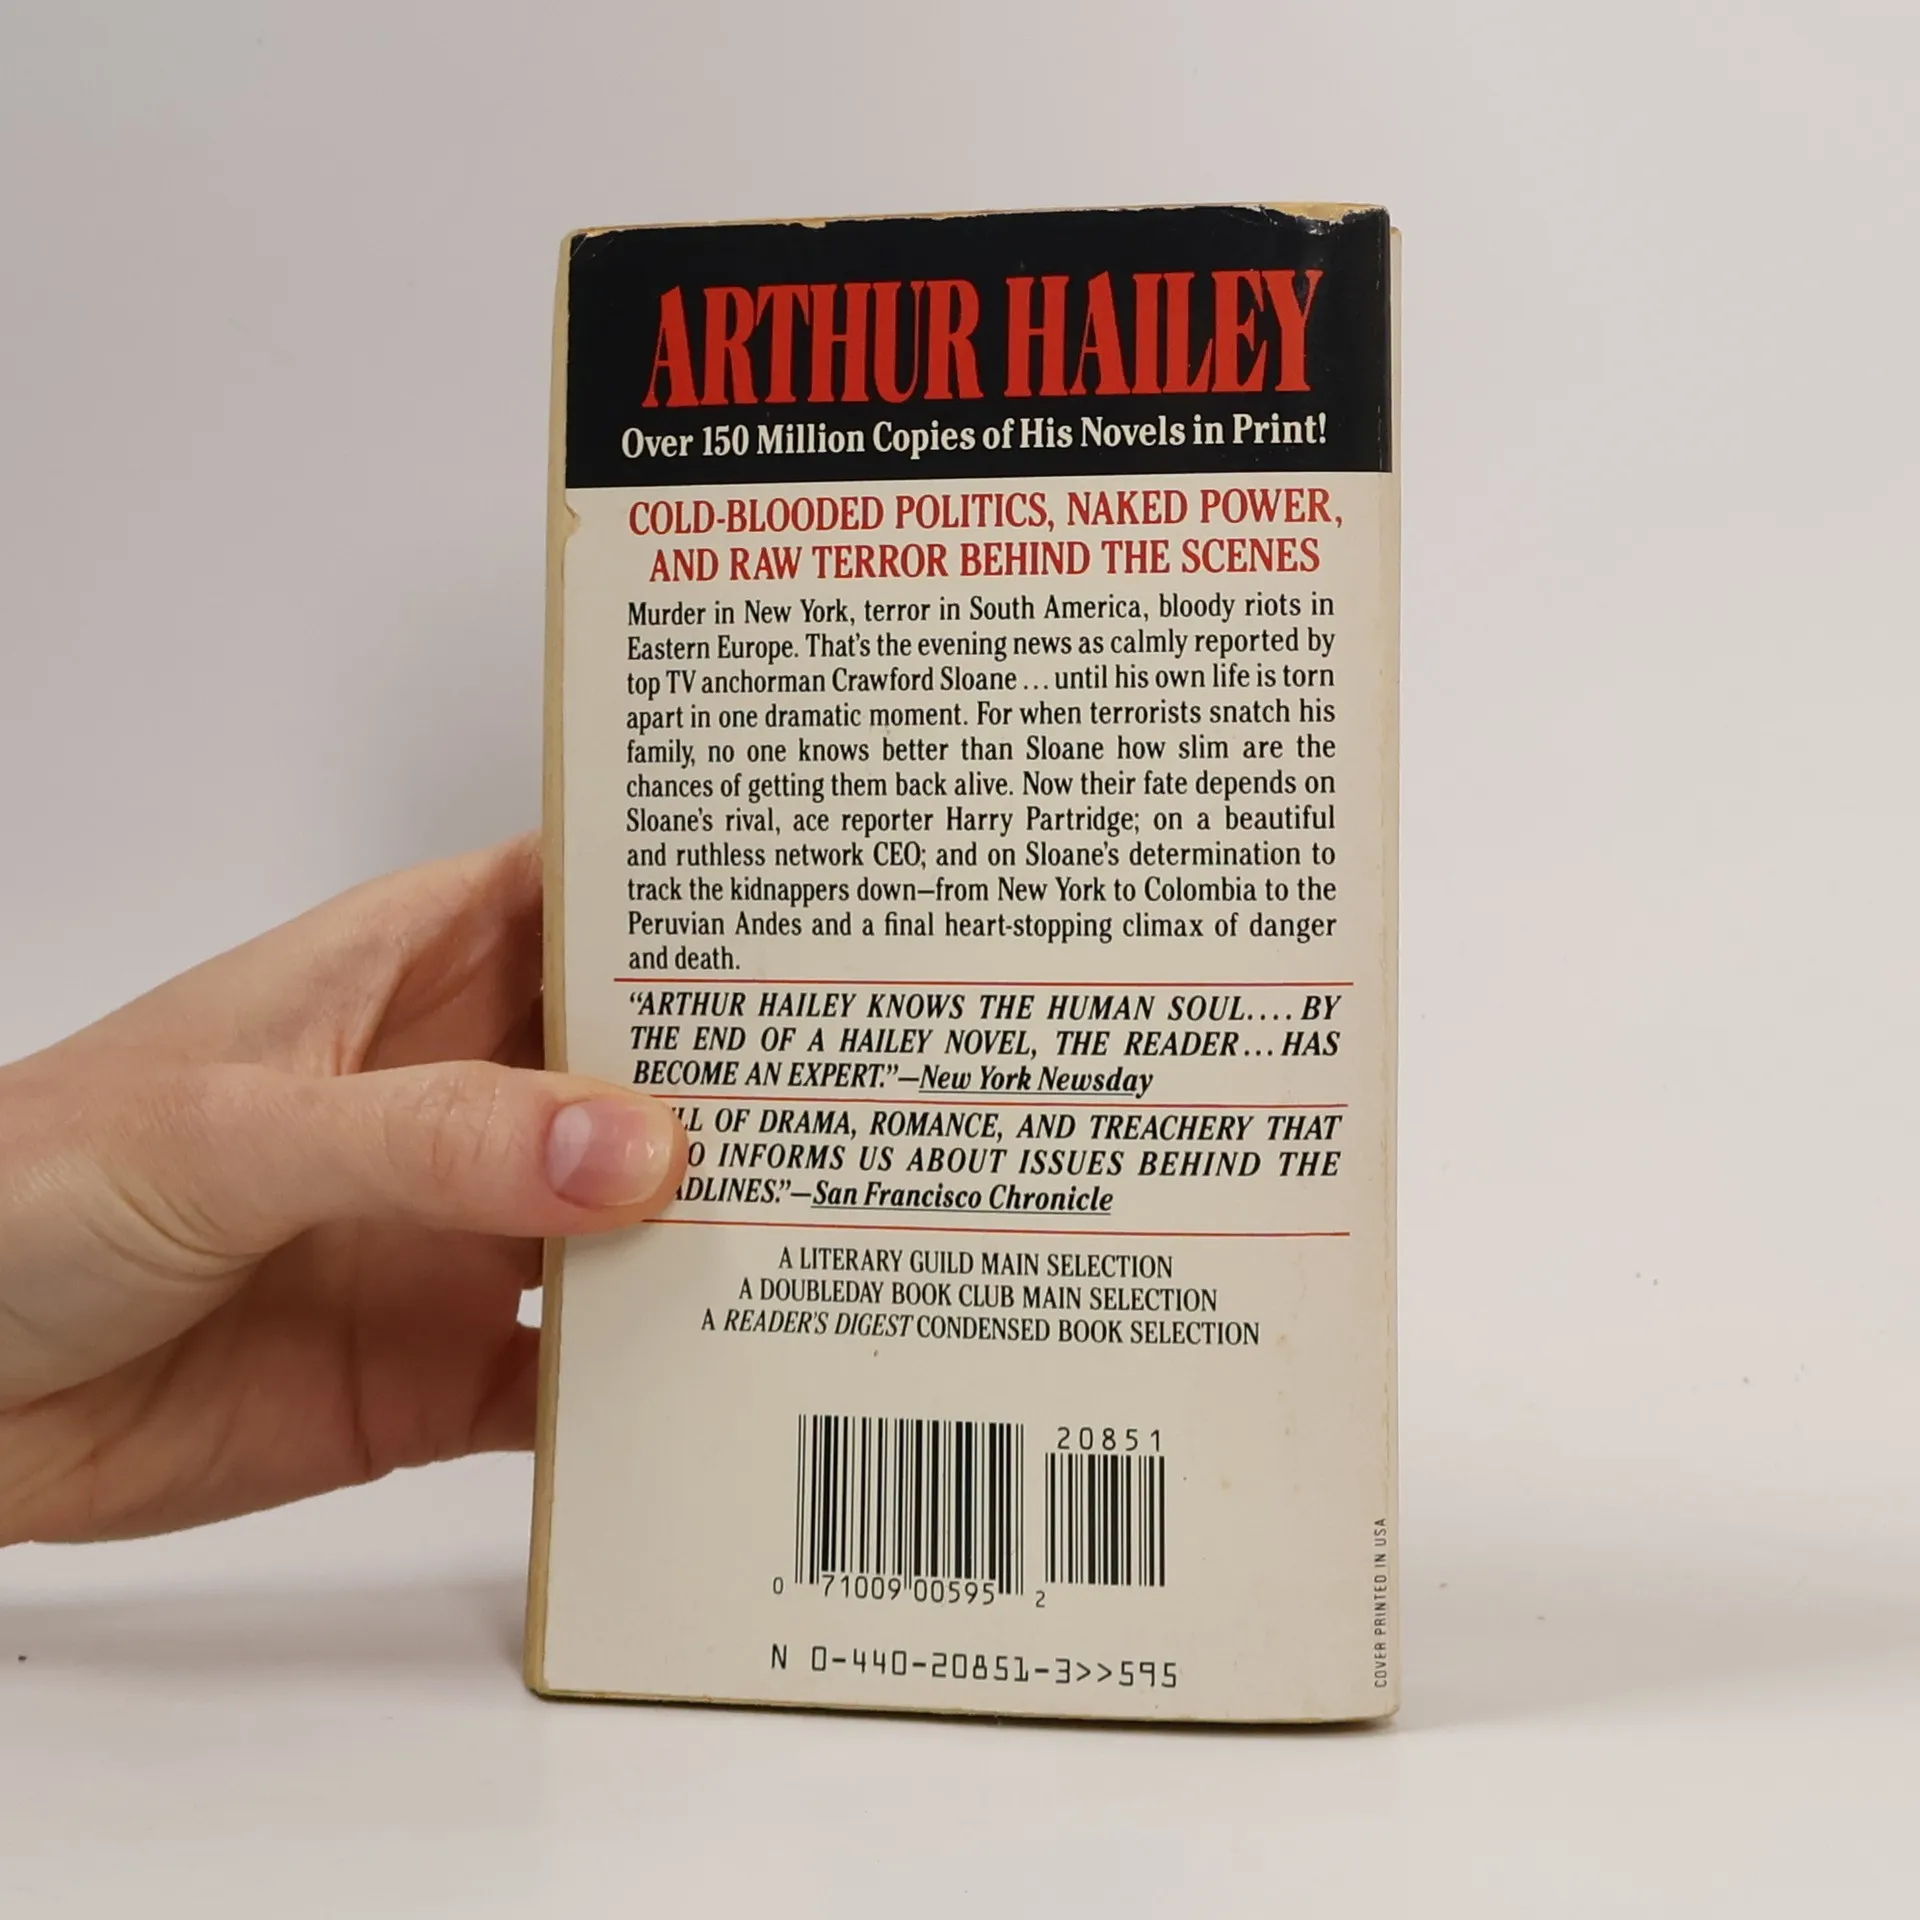 ARTHUR HAILEY
Over 150 Million Copies of His Novels in Print!
COLD-BLOODED POLITICS, NAKED POWER,
AND RAW TERROR BEHIND THE SCENES
Murder in New York, terror in South America, bloody riots in
Eastern Europe. That's the evening news as calmly reported by
top TV anchorman Crawford Sloane... until his own life is torn
apart in one dramatic moment. For when terrorists snatch his
family, no one knows better than Sloane how slim are the
chances of getting them back alive. Now their fate depends on
Sloane's rival, ace reporter Harry Partridge; on a beautiful
and ruthless network CEO; and on Sloane's determination to
track the kidnappers down—from New York to Colombia to the
Peruvian Andes and a final heart-stopping climax of danger
and death.
"ARTHUR HAILEY KNOWS THE HUMAN SOUL.... BY
THE END OF A HAILEY NOVEL, THE READER... HAS
BECOME AN EXPERT."—New York Newsday
OF DRAMA, ROMANCE, AND TREACHERY THAT
INFORMS US ABOUT ISSUES BEHIND THE
—San Francisco Chronicle
A LITERARY GUILD MAIN SELECTION
A DOUBLEDAY BOOK CLUB MAIN SELECTION
A READER'S DIGEST CONDENSED BOOK SELECTION
20851
0 71009 00595 2
N 0-440-20851-3>>595
COVER PRINTED IN USA